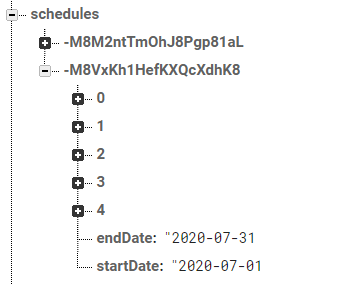 schedules
-M8M2ntTmOhJ8Pgp81aL
-M8VxKh1HefKXQcXdhK8
0
1
2
3
4
endDate: "2020-07-31
startDate: "2020-07-01